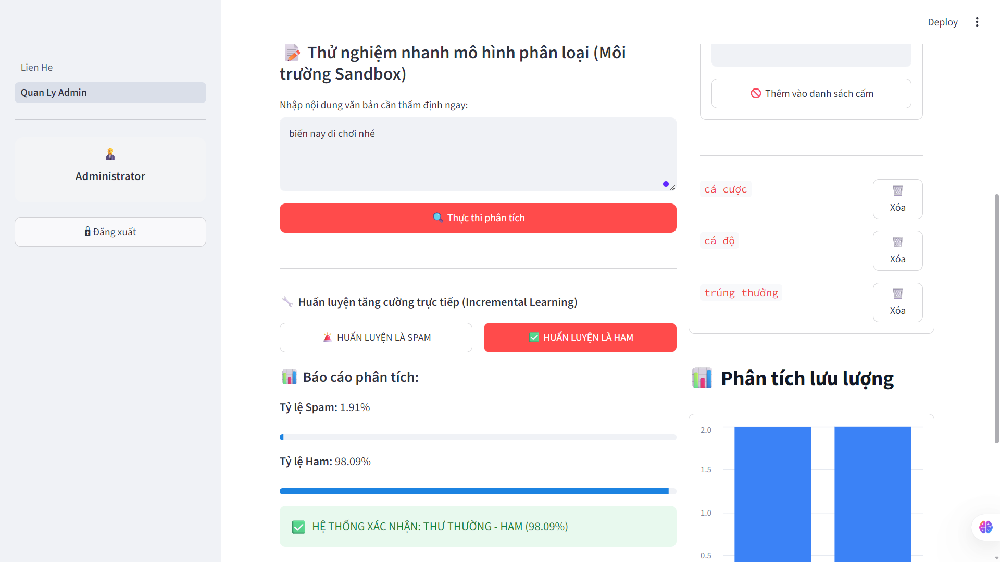 Deploy
Lien He
Quan Ly Admin
Administrator
Đăng xuất
Thử nghiệm nhanh mô hình phân loại (Môi
trường Sandbox)
Nhập nội dung văn bản cần thẩm định ngay:
biển nay đi chơi nhé
Thực thi phân tích
Huấn luyện tăng cường trực tiếp (Incremental Learning)
HUẤN LUYỆN LÀ SPAM
HUẤN LUYỆN LÀ HAM
Báo cáo phân tích:
Tỷ lệ Spam: 1.91%
Tỷ lệ Ham: 98.09%
HỆ THỐNG XÁC NHẬN: THƯ THƯỜNG - HAM (98.09%)
Thêm vào danh sách cấm
cá cược
Xóa
cá độ
Xóa
trúng thưởng
Xóa
Phân tích lưu lượng
2.0
1.5
1.0
0.5